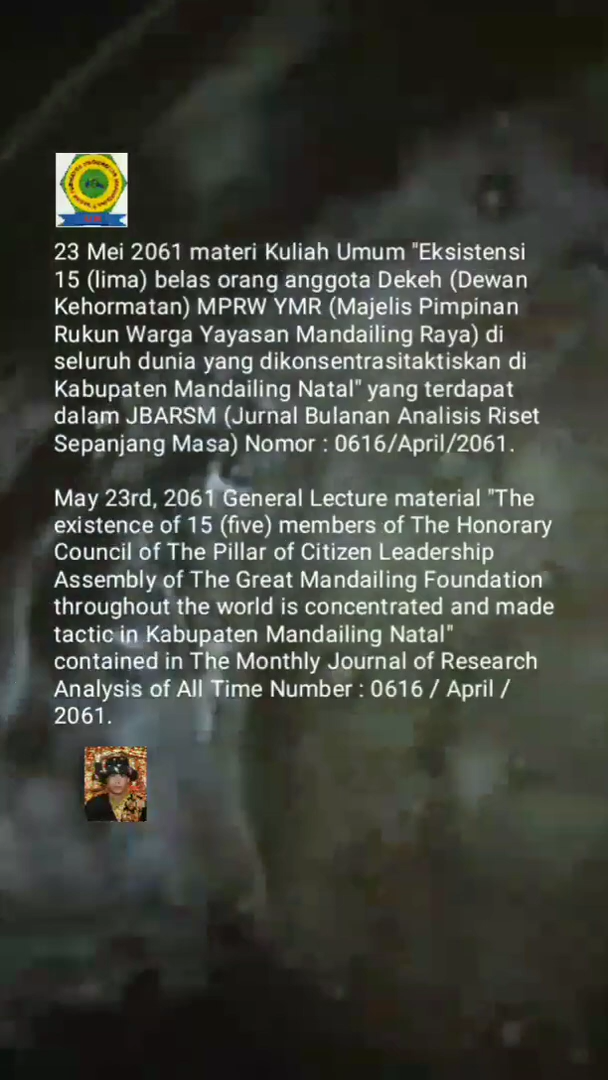 23 Mei 2061 materi Kuliah Umum "Eksistensi
15 (lima) belas orang anggota Dekeh (Dewan
Kehormatan) MPRW YMR (Majelis Pimpinan
Rukun Warga Yayasan Mandailing Raya) di
seluruh dunia yang dikonsentrasitaktiskan di
Kabupaten Mandailing Natal" yang terdapat
dalam JBARSM (Jurnal Bulanan Analisis Riset
Sepanjang Masa) Nomor : 0616/April/2061.
May 23rd, 2061 General Lecture material "The
existence of 15 (five) members of The Honorary
Council of The Pillar of Citizen Leadership
Assembly of The Great Mandailing Foundation
throughout the world is concentrated and made
tactic in Kabupaten Mandailing Natal"
contained in The Monthly Journal of Research
Analysis of All Time Number : 0616 / April /
2061.